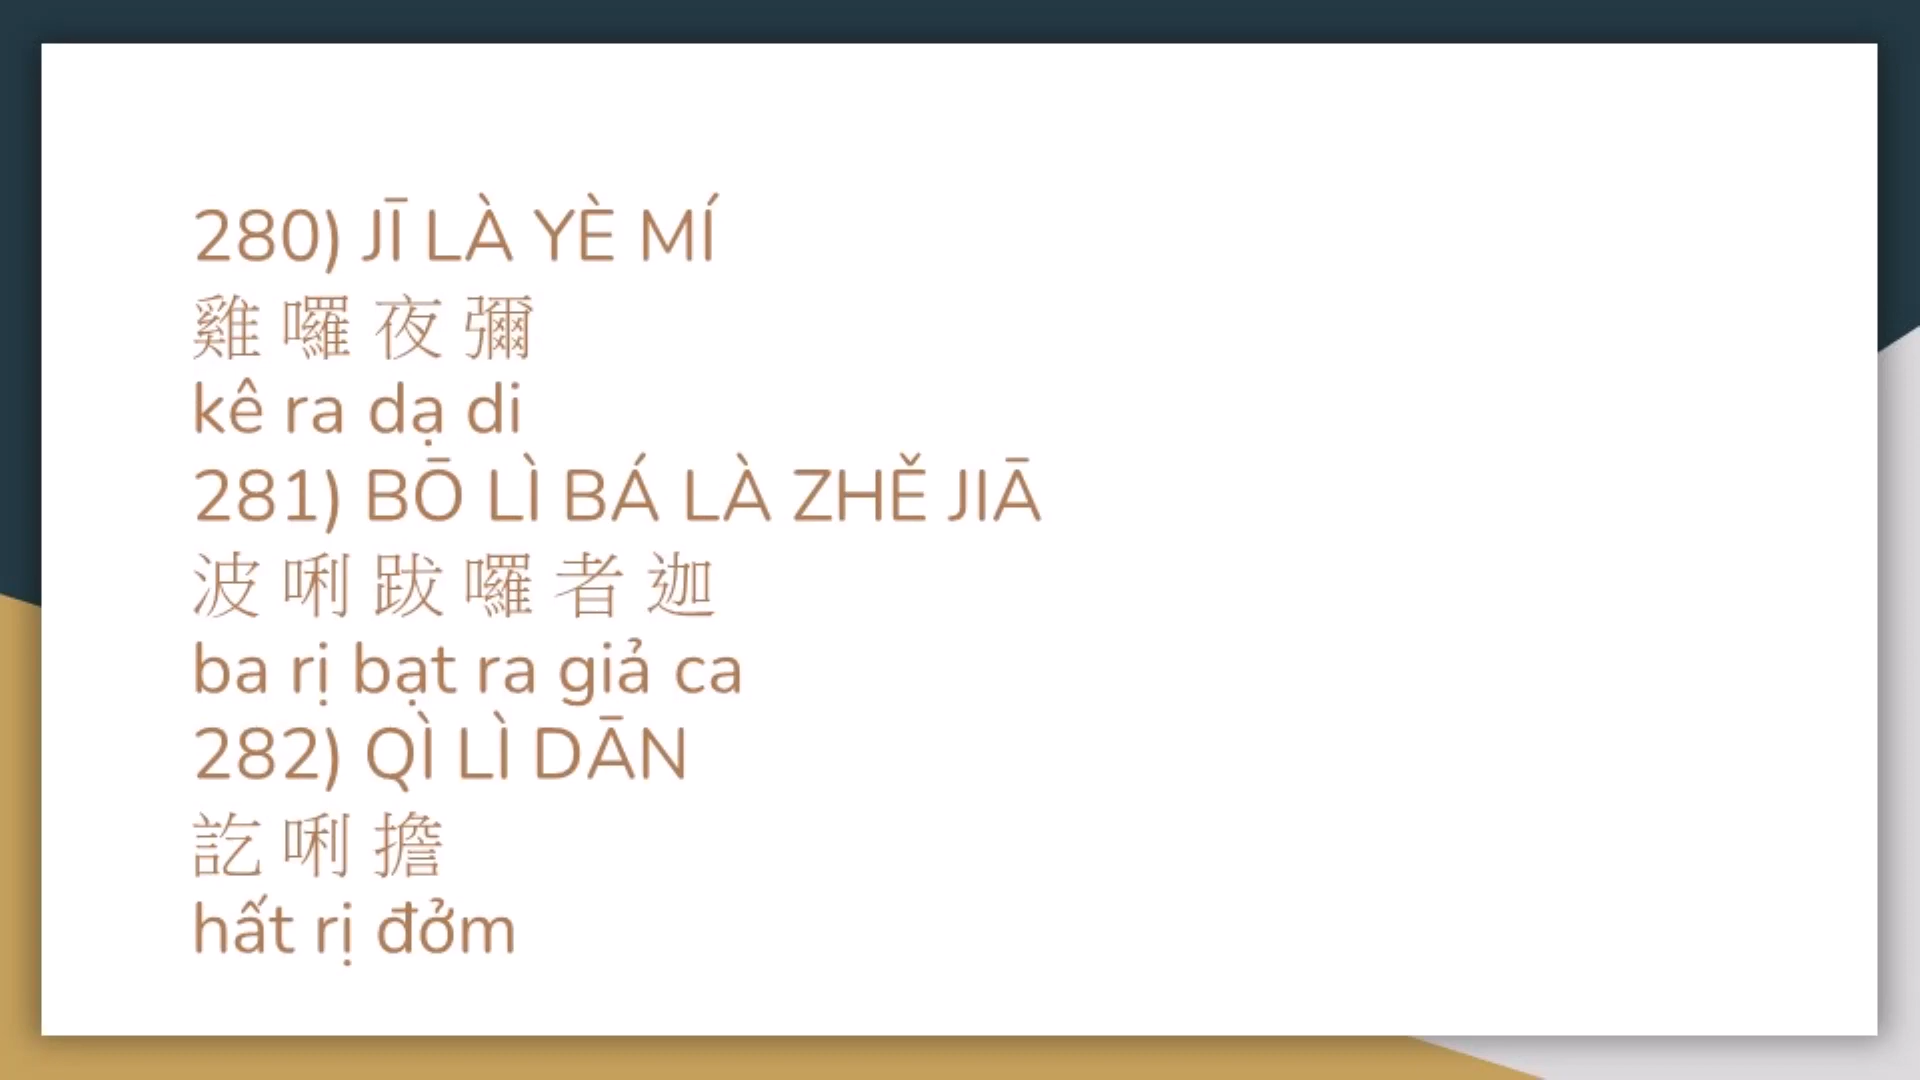 280) JĪ LÀ YÈ MÍ
雞 囉 夜 彌
kê ra dạ di
281) BŌ LÌ BÁ LÀ ZHĚ JIĀ
波 唎 跋 囉 者 迦
ba rị bạt ra giả ca
282) QÌ LÌ DĀN
訖 唎 擔
hất rị đởm